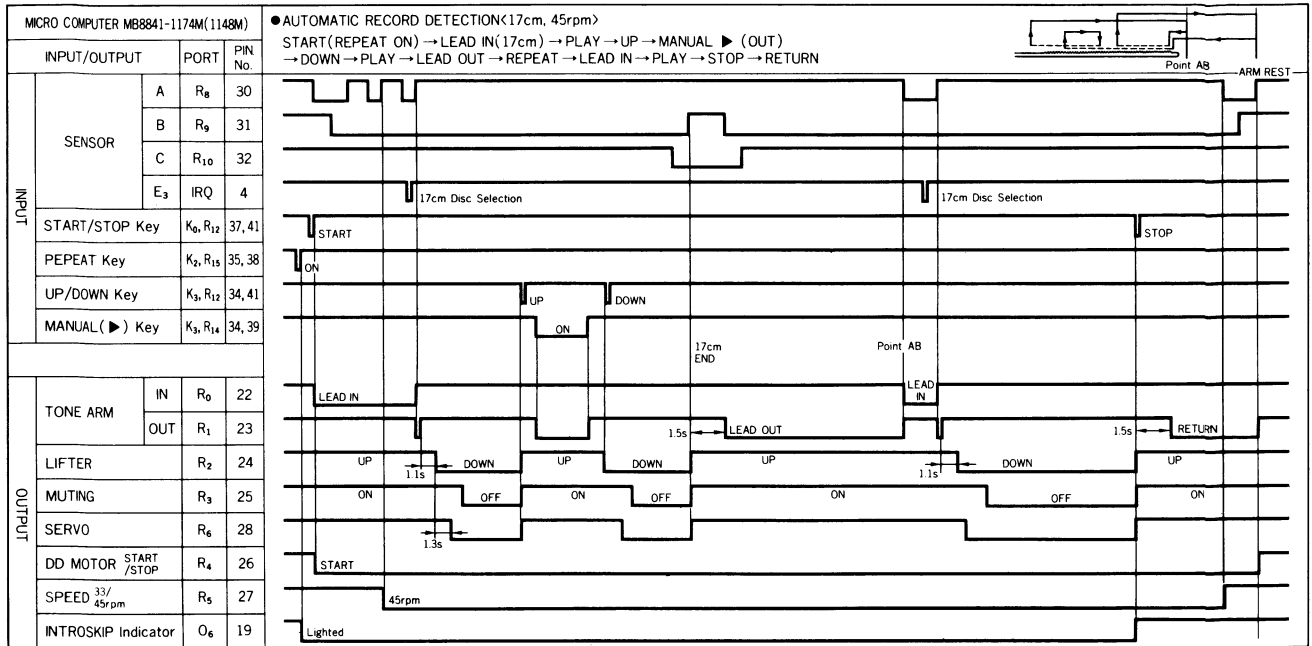 MICRO COMPUTER MB8841-1174M(1148M)
●AUTOMATIC RECORD DETECTION<17cm, 45rpm>
START(REPEAT ON)→LEAD IN(17cm)→PLAY→UP→MANUAL ▶ (OUT)
→DOWN→PLAY→LEAD OUT→REPEAT→LEAD IN→PLAY→STOP→RETURN
Point AB
ARM REST
INPUT/OUTPUT PORT PIN No.
INPUT
SENSOR
A R8 30
B R9 31
C R10 32
E3 IRQ 4
17cm Disc Selection 17cm Disc Selection
START/STOP Key K0, R12 37, 41
START STOP
PEPEAT Key K2, R15 35, 38
ON
UP/DOWN Key K3, R12 34, 41
UP DOWN
MANUAL(▶) Key K3, R14 34, 39
ON
17cm END
Point AB
OUTPUT
TONE ARM
IN R0 22
LEAD IN LEAD IN
OUT R1 23
1.5s LEAD OUT 1.5s RETURN
LIFTER R2 24
UP 1.1s DOWN UP DOWN UP 1.1s DOWN UP
MUTING R3 25
ON OFF ON OFF ON OFF ON
SERVO R6 28
1.3s
DD MOTOR START/STOP R4 26
START
SPEED 33/45rpm R5 27
45rpm
INTROSKIP Indicator O6 19
Lighted